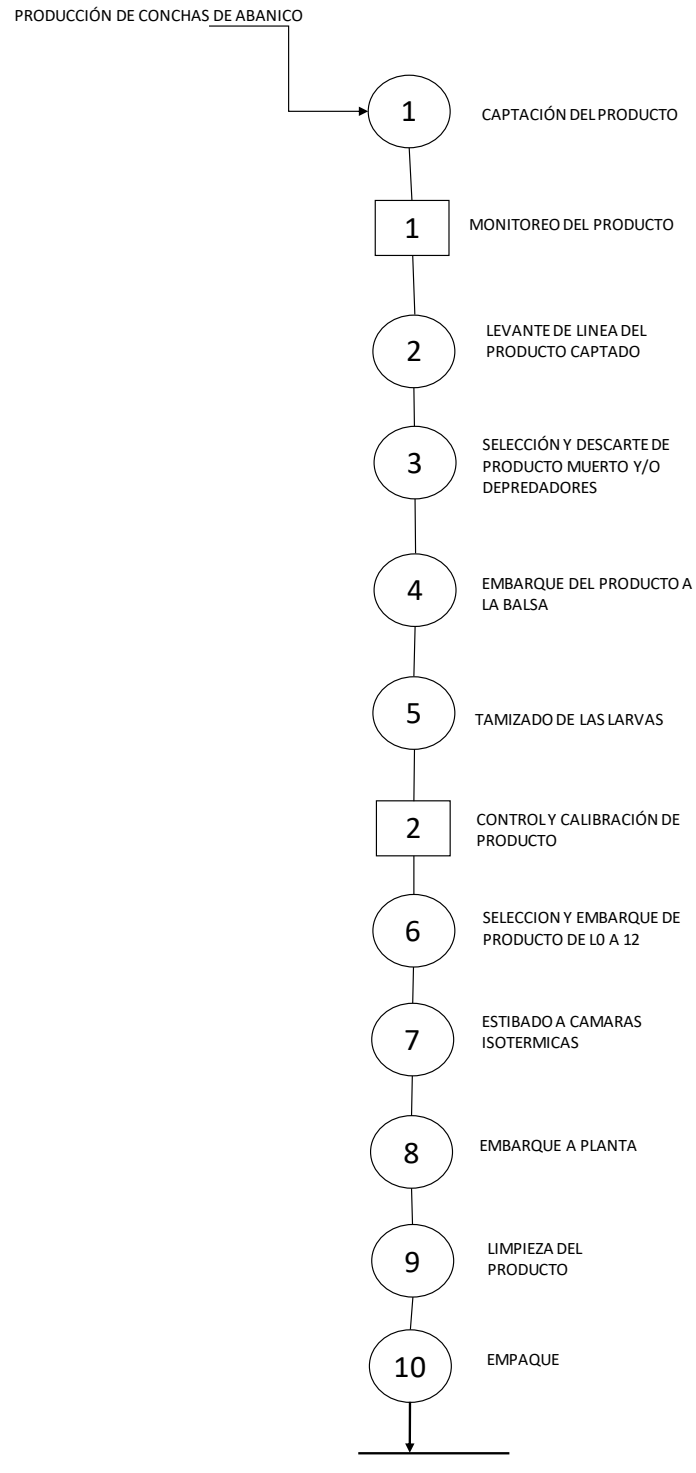 PRODUCCIÓN DE CONCHAS DE ABANICO
1
CAPTACIÓN DEL PRODUCTO
1
MONITOREO DEL PRODUCTO
2
LEVANTE DE LINEA DEL
PRODUCTO CAPTADO
3
SELECCIÓN Y DESCARTE DE
PRODUCTO MUERTO Y/O
DEPREDADORES
4
EMBARQUE DEL PRODUCTO A
LA BALSA
5
TAMIZADO DE LAS LARVAS
2
CONTROL Y CALIBRACIÓN DE
PRODUCTO
6
SELECCION Y EMBARQUE DE
PRODUCTO DE L0 A 12
7
ESTIBADO A CAMARAS
ISOTERMICAS
8
EMBARQUE A PLANTA
9
LIMPIEZA DEL
PRODUCTO
10
EMPAQUE